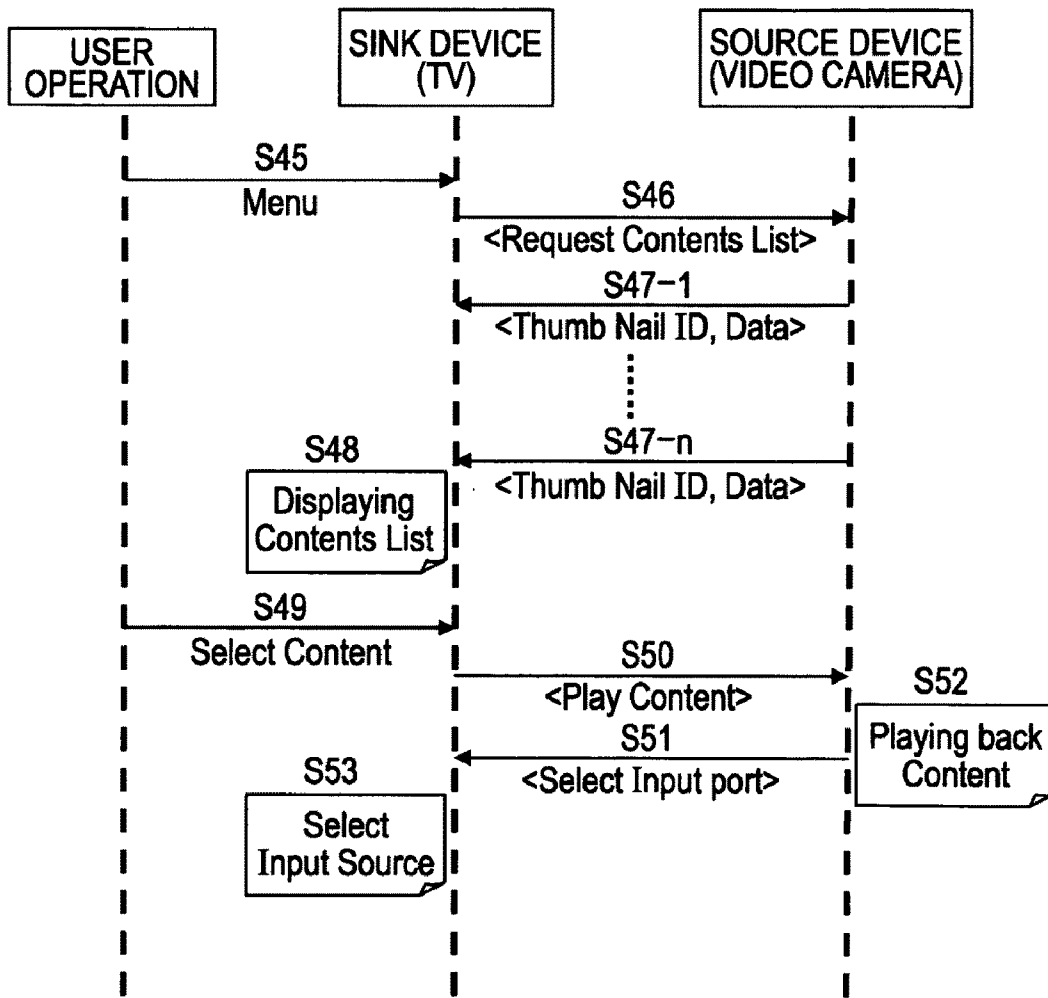 USER
OPERATION
SINK DEVICE
(TV)
SOURCE DEVICE
(VIDEO CAMERA)
S45
Menu
S46
<Request Contents List>
S47-1
<Thumb Nail ID, Data>
S47-n
<Thumb Nail ID, Data>
S48
Displaying
Contents List
S49
Select Content
S50
<Play Content>
S51
<Select Input port>
S52
Playing back
Content
S53
Select
Input Source